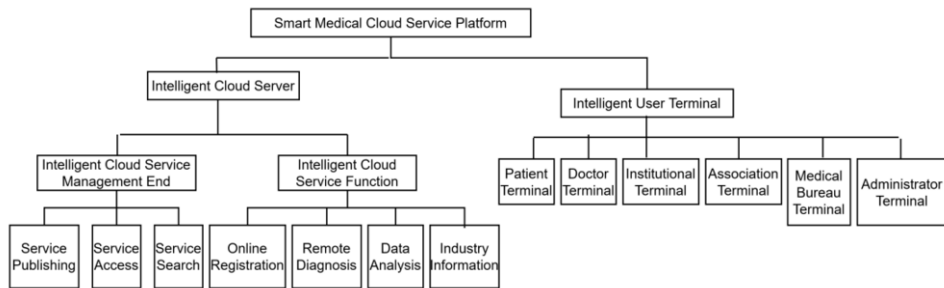 Smart Medical Cloud Service Platform
Intelligent Cloud Server
Intelligent User Terminal
Intelligent Cloud Service
Management End
Intelligent Cloud
Service Function
Patient
Terminal
Doctor
Terminal
Institutional
Terminal
Association
Terminal
Medical
Bureau
Terminal
Administrator
Terminal
Service
Publishing
Service
Access
Service
Search
Online
Registration
Remote
Diagnosis
Data
Analysis
Industry
Information